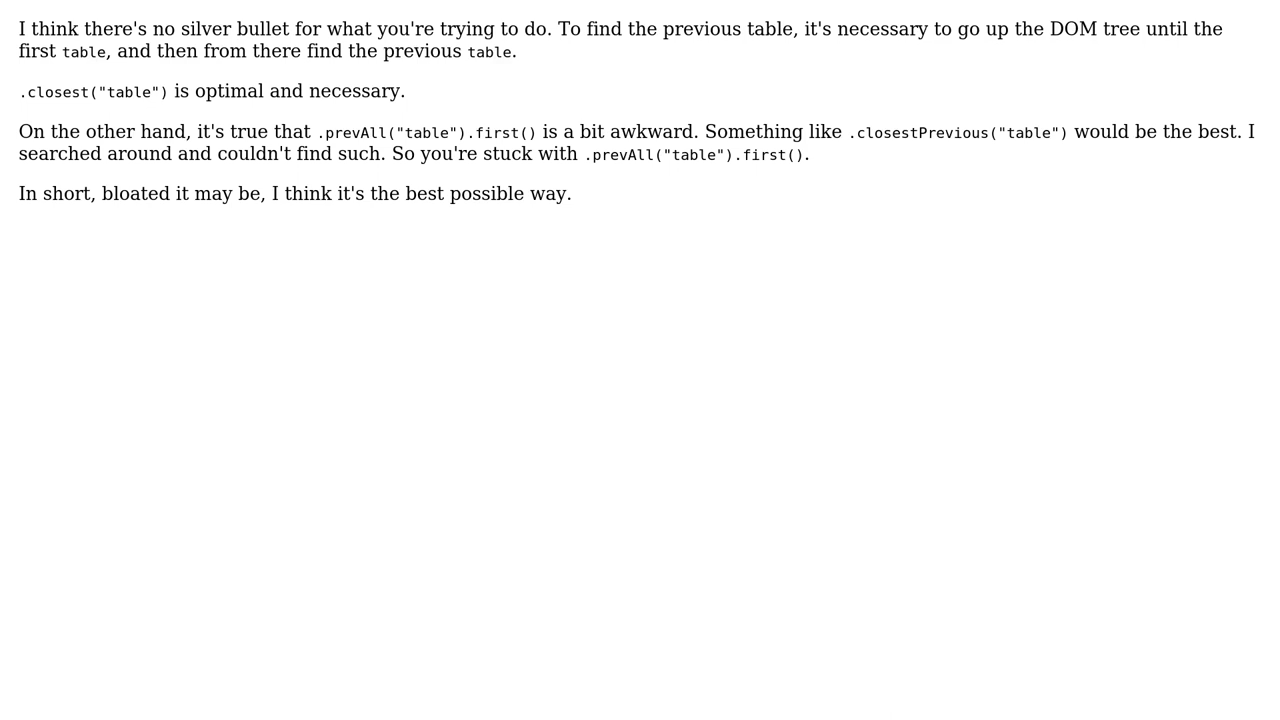 I think there's no silver bullet for what you're trying to do. To find the previous table, it's necessary to go up the DOM tree until the
first table, and then from there find the previous table.
.closest("table") is optimal and necessary.
On the other hand, it's true that .prevAll("table").first() is a bit awkward. Something like .closestPrevious("table") would be the best. I
searched around and couldn't find such. So you're stuck with .prevAll("table").first().
In short, bloated it may be, I think it's the best possible way.